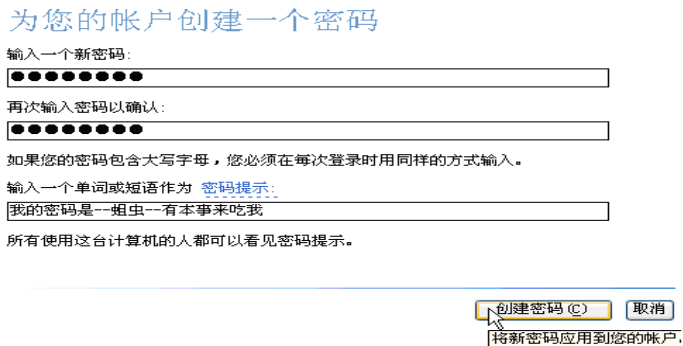 为您的帐户创建一个密码
输入一个新密码:
●●●●●●●●
再次输入密码以确认:
●●●●●●●●
如果您的密码包含大写字母，您必须在每次登录时用同样的方式输入。
输入一个单词或短语作为 密码提示:
我的密码是--蛆虫--有本事来吃我
所有使用这台计算机的人都可以看见密码提示。
创建密码(C) 取消
将新密码应用到您的帐户.